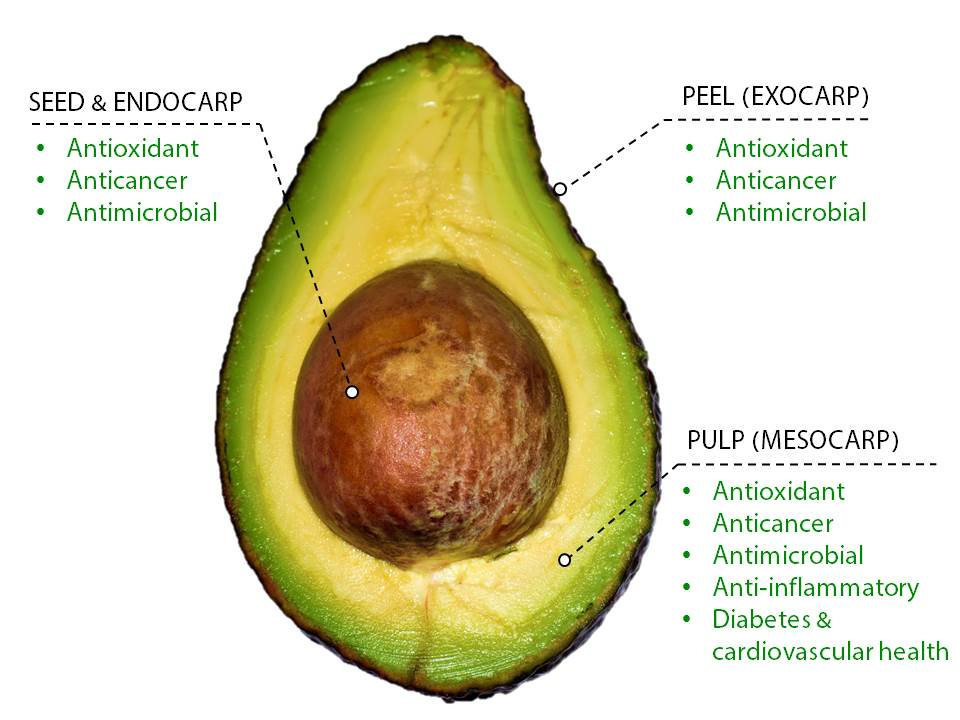 SEED & ENDOCARP
• Antioxidant
• Anticancer
• Antimicrobial
PEEL (EXOCARP)
• Antioxidant
• Anticancer
• Antimicrobial
PULP (MESOCARP)
• Antioxidant
• Anticancer
• Antimicrobial
• Anti-inflammatory
• Diabetes &
cardiovascular health